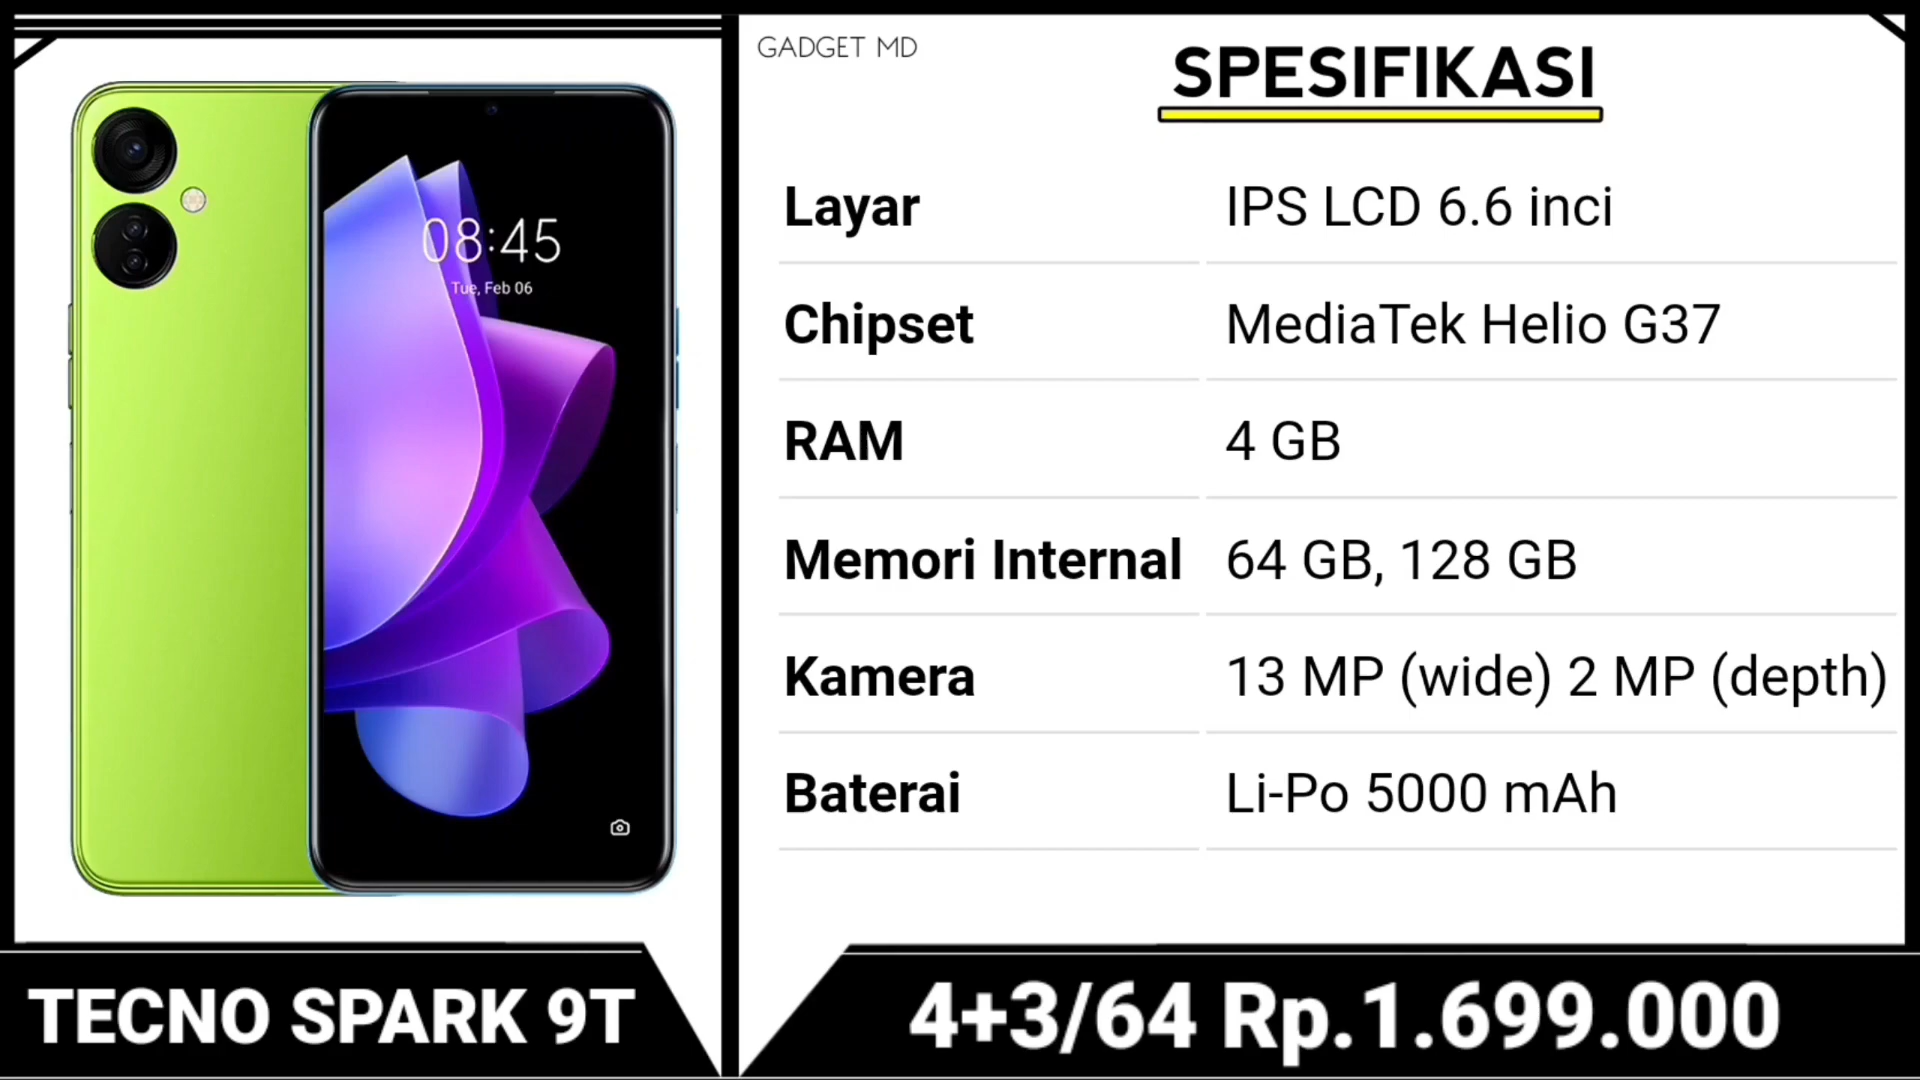 GADGET MD
SPESIFIKASI
08:45
Tue, Feb 06
Layar IPS LCD 6.6 inci
Chipset MediaTek Helio G37
RAM 4 GB
Memori Internal 64 GB, 128 GB
Kamera 13 MP (wide) 2 MP (depth)
Baterai Li-Po 5000 mAh
TECNO SPARK 9T
4+3/64 Rp.1.699.000